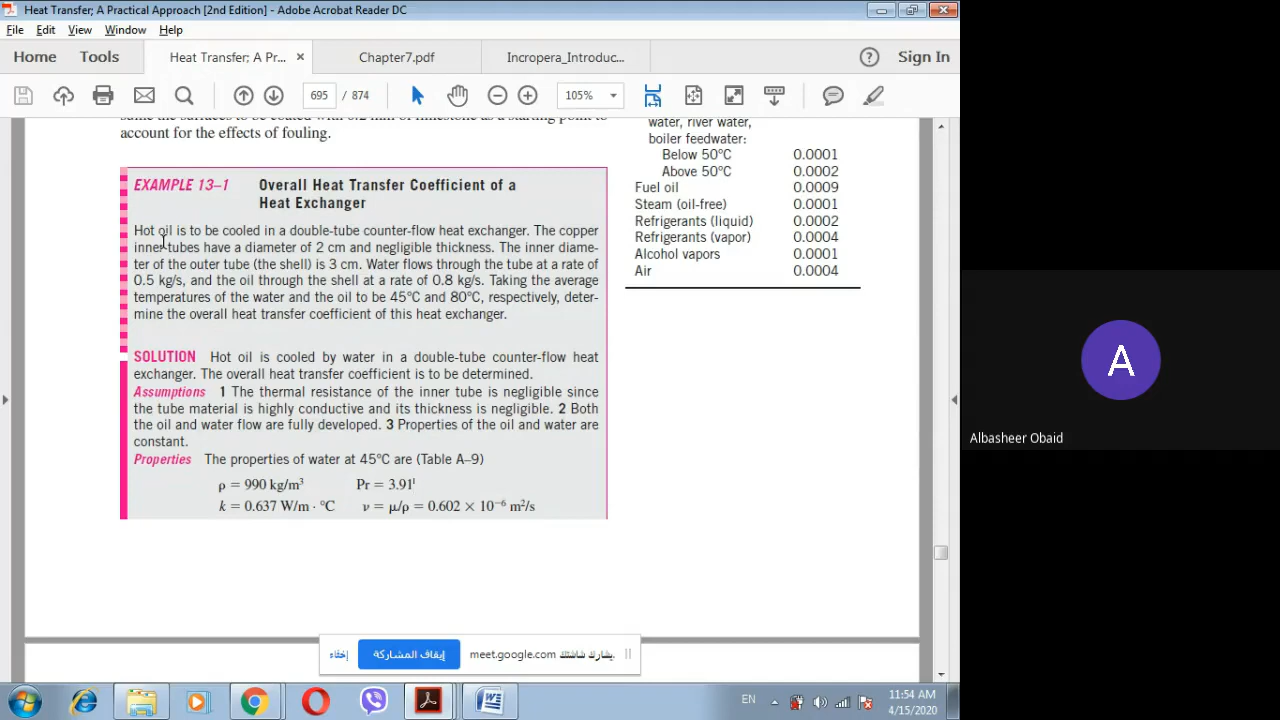 Heat Transfer; A Practical Approach [2nd Edition] - Adobe Acrobat Reader DC
File Edit View Window Help
Home Tools Heat Transfer; A Pr... × Chapter7.pdf Incropera_Introduc... Sign In
695 / 874 105%
account for the effects of fouling.
EXAMPLE 13–1 Overall Heat Transfer Coefficient of a
Heat Exchanger
Hot oil is to be cooled in a double-tube counter-flow heat exchanger. The copper
inner tubes have a diameter of 2 cm and negligible thickness. The inner diame-
ter of the outer tube (the shell) is 3 cm. Water flows through the tube at a rate of
0.5 kg/s, and the oil through the shell at a rate of 0.8 kg/s. Taking the average
temperatures of the water and the oil to be 45°C and 80°C, respectively, deter-
mine the overall heat transfer coefficient of this heat exchanger.
SOLUTION Hot oil is cooled by water in a double-tube counter-flow heat
exchanger. The overall heat transfer coefficient is to be determined.
Assumptions 1 The thermal resistance of the inner tube is negligible since
the tube material is highly conductive and its thickness is negligible. 2 Both
the oil and water flow are fully developed. 3 Properties of the oil and water are
constant.
Properties The properties of water at 45°C are (Table A–9)
ρ = 990 kg/m³ Pr = 3.91
k = 0.637 W/m · °C ν = μ/ρ = 0.602 × 10⁻⁶ m²/s
water, river water,
boiler feedwater:
Below 50°C 0.0001
Above 50°C 0.0002
Fuel oil 0.0009
Steam (oil-free) 0.0001
Refrigerants (liquid) 0.0002
Refrigerants (vapor) 0.0004
Alcohol vapors 0.0001
Air 0.0004
A
Albasheer Obaid
meet.google.com يشارك شاشتك. إيقاف المشاركة إخفاء
EN 11:54 AM
4/15/2020